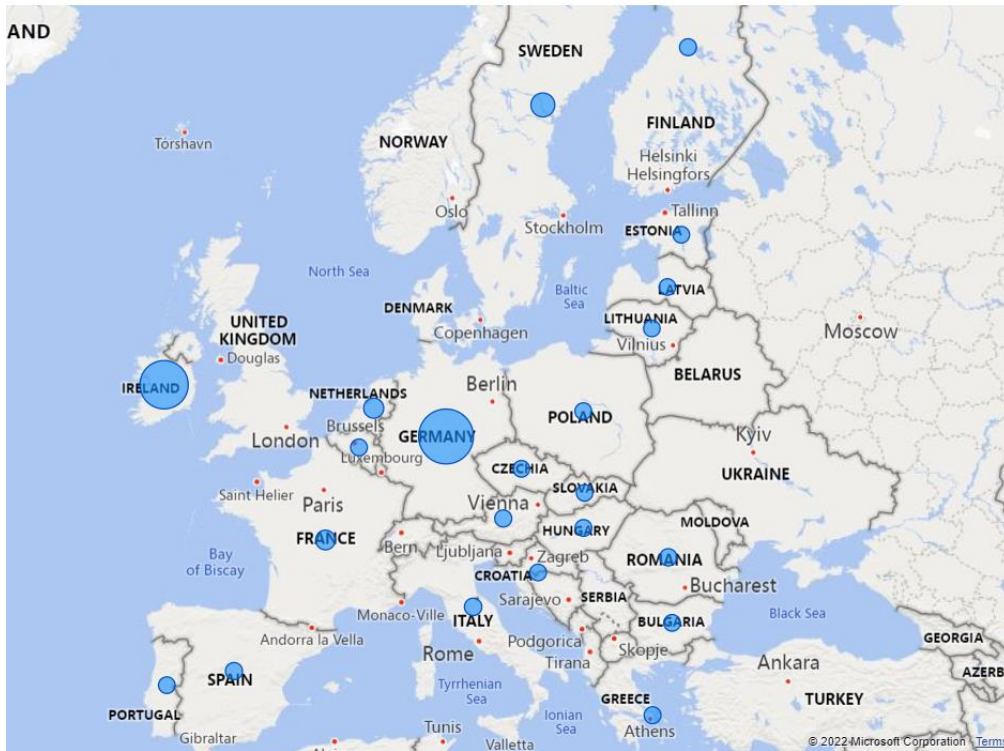 AND
SWEDEN
Tórshavn
NORWAY
FINLAND
Helsinki
Helsingfors
Oslo
Tallinn
Stockholm
ESTONIA
North Sea
Baltic
Sea
LATVIA
DENMARK
LITHUANIA
Copenhagen
Moscow
UNITED
KINGDOM
Vilnius
Douglas
BELARUS
IRELAND
NETHERLANDS
Berlin
POLAND
Brussels
London
GERMANY
Kyiv
Luxembourg
CZECHIA
UKRAINE
Saint Helier
Paris
SLOVAKIA
Vienna
MOLDOVA
HUNGARY
FRANCE
Bern
Ljubljana
Zagreb
ROMANIA
Bay
of Biscay
CROATIA
Bucharest
Sarajevo
SERBIA
Monaco-Ville
ITALY
BULGARIA
Black Sea
Andorra la Vella
Podgorica
Skopje
GEORGIA
Rome
Tirana
Ankara
AZERB
SPAIN
Tyrrhenian
Sea
GREECE
TURKEY
PORTUGAL
Ionian
Sea
Athens
Gibraltar
Tunis
Valletta
© 2022 Microsoft Corporation Terms